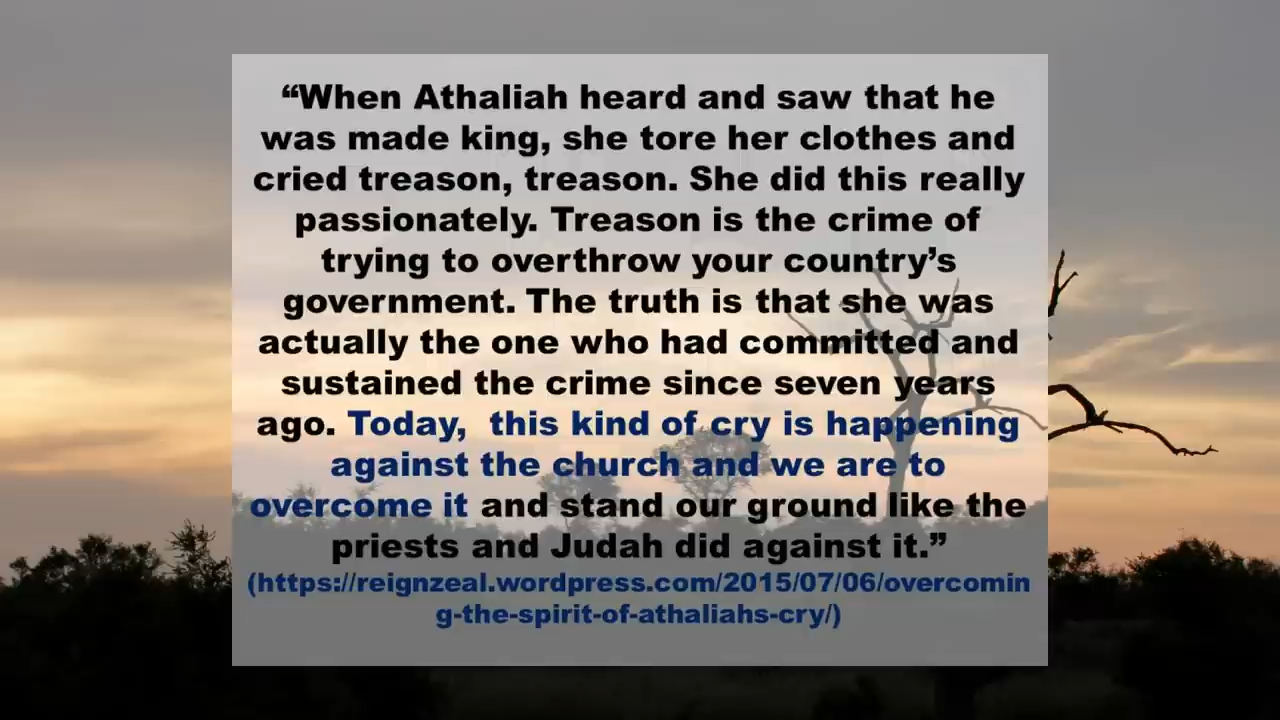 “When Athaliah heard and saw that he
was made king, she tore her clothes and
cried treason, treason. She did this really
passionately. Treason is the crime of
trying to overthrow your country’s
government. The truth is that she was
actually the one who had committed and
sustained the crime since seven years
ago. Today,  this kind of cry is happening
against the church and we are to
overcome it and stand our ground like the
priests and Judah did against it.”
(https://reignzeal.wordpress.com/2015/07/06/overcomin
g-the-spirit-of-athaliahs-cry/)